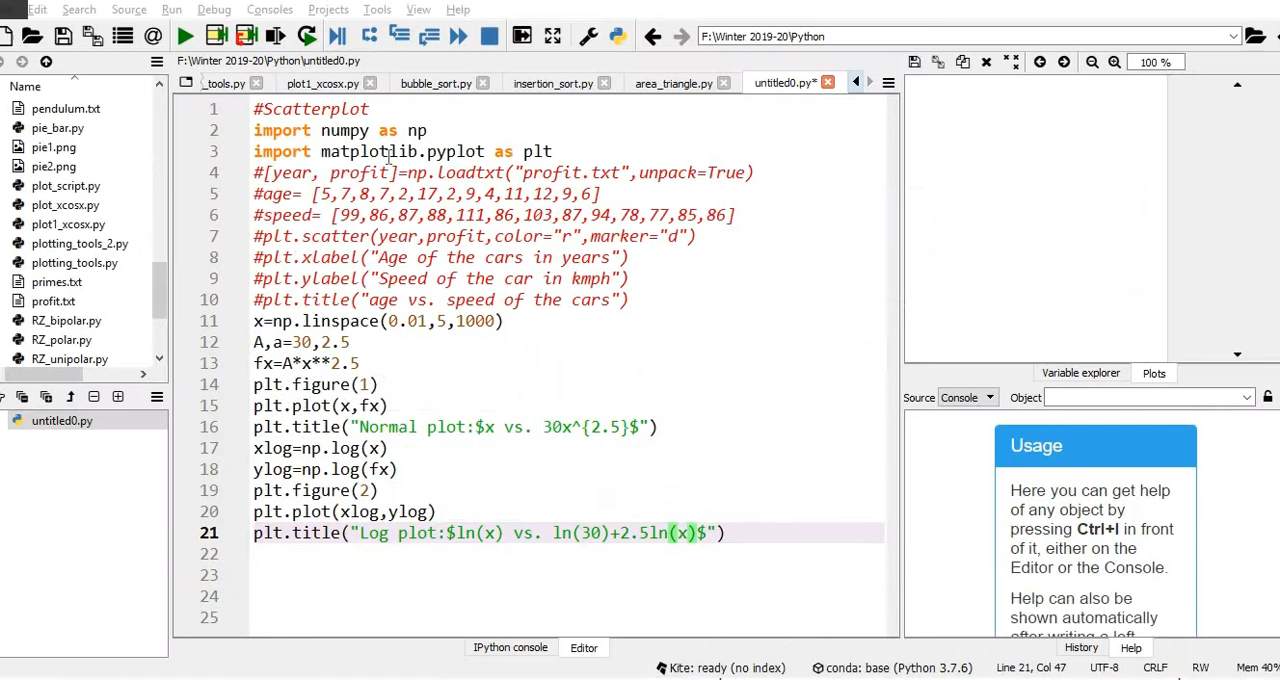 Edit Search Source Run Debug Consoles Projects Tools View Help
F:\Winter 2019-20\Python
F:\Winter 2019-20\Python\untitled0.py
Name
pendulum.txt
pie_bar.py
pie1.png
pie2.png
plot_script.py
plot_xcosx.py
plot1_xcosx.py
plotting_tools_2.py
plotting_tools.py
primes.txt
profit.txt
RZ_bipolar.py
RZ_polar.py
RZ_unipolar.py
untitled0.py
_tools.py plot1_xcosx.py bubble_sort.py insertion_sort.py area_triangle.py untitled0.py*
1 #Scatterplot
2 import numpy as np
3 import matplotlib.pyplot as plt
4 #[year, profit]=np.loadtxt("profit.txt",unpack=True)
5 #age= [5,7,8,7,2,17,2,9,4,11,12,9,6]
6 #speed= [99,86,87,88,111,86,103,87,94,78,77,85,86]
7 #plt.scatter(year,profit,color="r",marker="d")
8 #plt.xlabel("Age of the cars in years")
9 #plt.ylabel("Speed of the car in kmph")
10 #plt.title("age vs. speed of the cars")
11 x=np.linspace(0.01,5,1000)
12 A,a=30,2.5
13 fx=A*x**2.5
14 plt.figure(1)
15 plt.plot(x,fx)
16 plt.title("Normal plot:$x vs. 30x^{2.5}$")
17 xlog=np.log(x)
18 ylog=np.log(fx)
19 plt.figure(2)
20 plt.plot(xlog,ylog)
21 plt.title("Log plot:$ln(x) vs. ln(30)+2.5ln(x)$")
22
23
24
25
IPython console Editor
100 %
Variable explorer Plots
Source Console Object
Usage
Here you can get help
of any object by
pressing Ctrl+I in front
of it, either on the
Editor or the Console.
Help can also be
shown automatically
after writing a left
History Help
Kite: ready (no index) conda: base (Python 3.7.6) Line 21, Col 47 UTF-8 CRLF RW Mem 40%